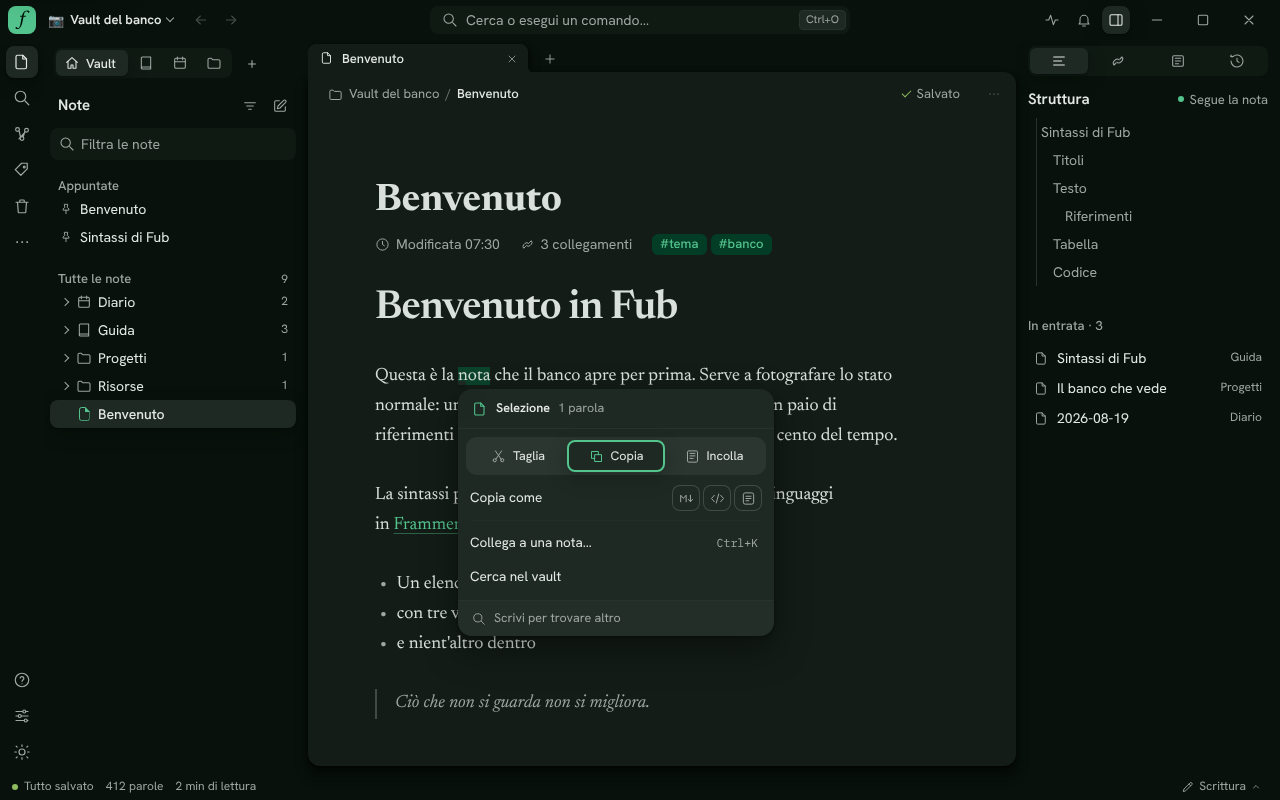 f
Vault del banco
Cerca o esegui un comando...
Ctrl+O
Vault
Note
Filtra le note
Appuntate
Benvenuto
Sintassi di Fub
Tutte le note 9
Diario 2
Guida 3
Progetti 1
Risorse 1
Benvenuto
Benvenuto
Vault del banco / Benvenuto
Salvato
Benvenuto
Modificata 07:30 3 collegamenti #tema #banco
Benvenuto in Fub
Questa è la nota che il banco apre per prima. Serve a fotografare lo stato
normale: un paio di
riferimenti cento del tempo.
La sintassi
in
Un
con tre
e nient'altro dentro
Ciò che non si guarda non si migliora.
Selezione 1 parola
Taglia Copia Incolla
Copia come M↓ </>
Collega a una nota... Ctrl+K
Cerca nel vault
Scrivi per trovare altro
Struttura
Segue la nota
Sintassi di Fub
Titoli
Testo
Riferimenti
Tabella
Codice
In entrata · 3
Sintassi di Fub Guida
Il banco che vede Progetti
2026-08-19 Diario
Tutto salvato 412 parole 2 min di lettura
Scrittura